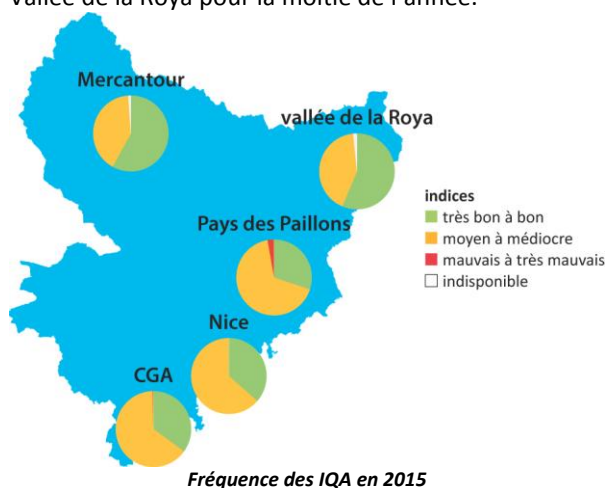 Vallée de la Roya pour la moitié de l'année.
Mercantour
vallée de la Roya
indices
très bon à bon
moyen à médiocre
mauvais à très mauvais
indisponible
Pays des Paillons
Nice
CGA
Fréquence des IQA en 2015